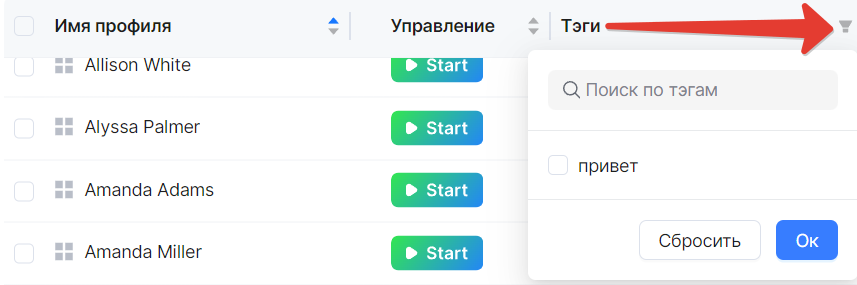 Имя профиля Управление Тэги
Allison White Start
Поиск по тэгам
Alyssa Palmer Start
привет
Amanda Adams Start
Сбросить Ок
Amanda Miller Start